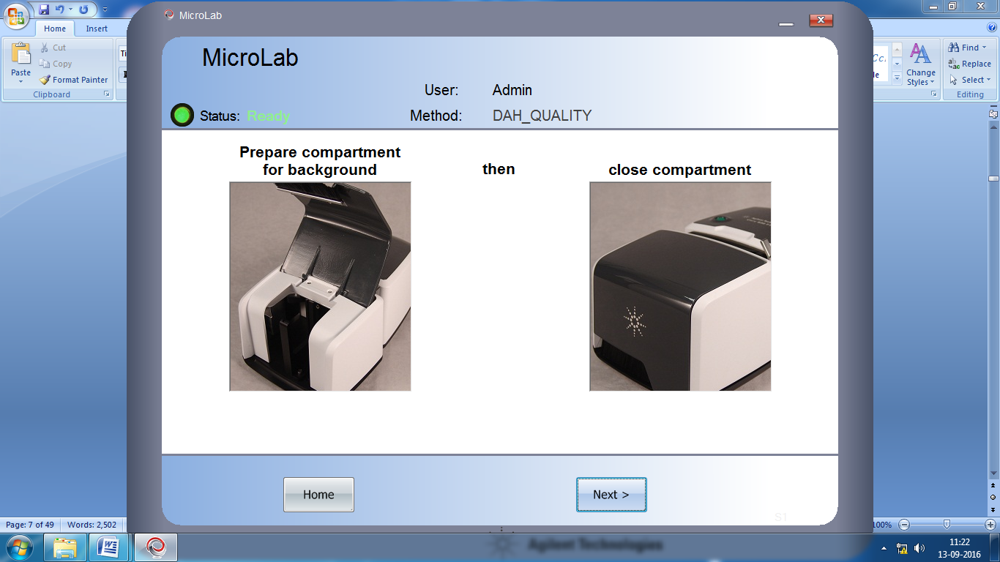 MicroLab
Home
Insert
Cut
Copy
Paste
Format Painter
Clipboard
Find
Replace
Select
Change
Styles
Editing
MicroLab
User: Admin
Status: Ready
Method: DAH_QUALITY
Prepare compartment
for background
then
close compartment
Home
Next >
S1
Page: 7 of 49
Words: 2,502
100%
Agilent Technologies
11:22
13-09-2016